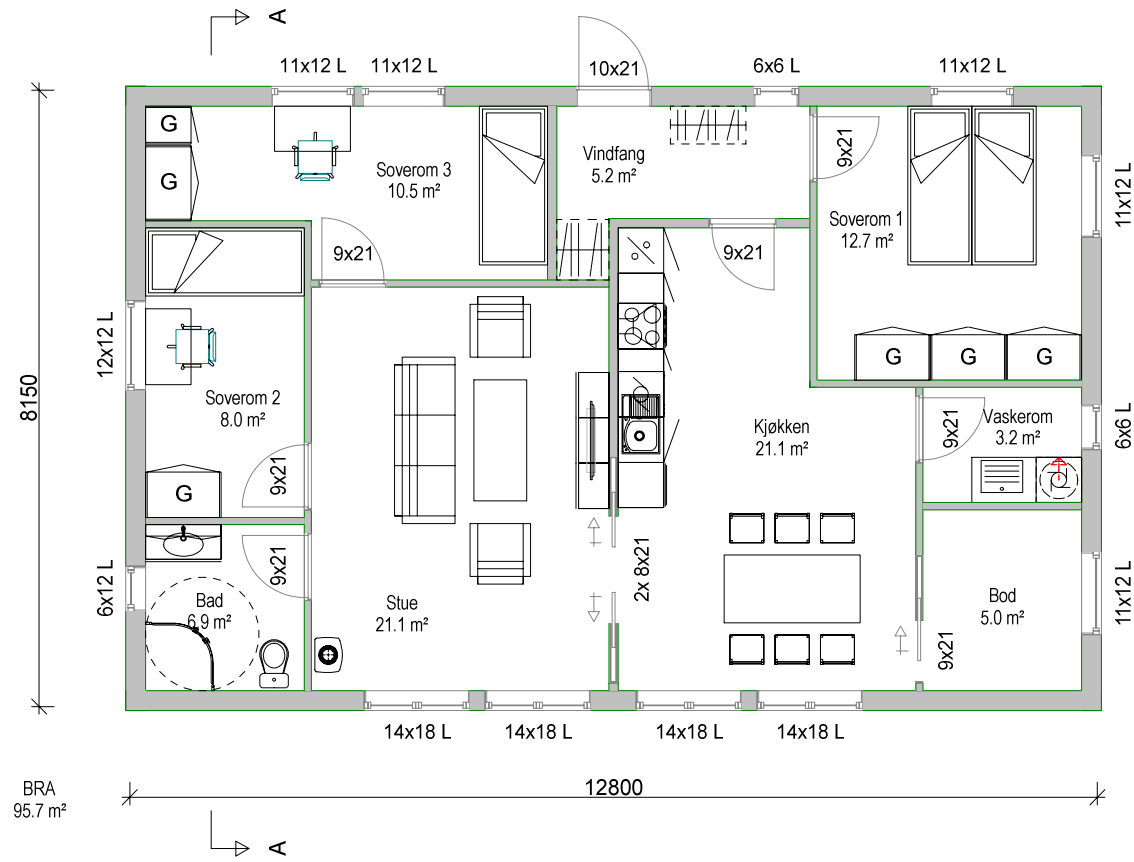 A
11x12 L
11x12 L
10x21
6x6 L
11x12 L
G
G
Soverom 3
10.5 m²
9x21
Vindfang
5.2 m²
9x21
9x21
Soverom 1
12.7 m²
11x12 L
G
G
G
12x12 L
8150
Soverom 2
8.0 m²
G
9x21
Kjøkken
21.1 m²
9x21
Vaskerom
3.2 m²
6x6 L
6x12 L
Bad
6.9 m²
9x21
Stue
21.1 m²
2x 8x21
9x21
Bod
5.0 m²
11x12 L
14x18 L
14x18 L
14x18 L
14x18 L
BRA
95.7 m²
12800
A